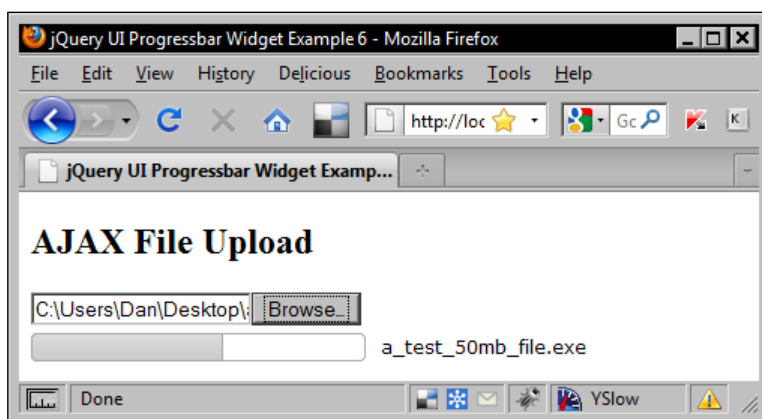 jQuery UI Progressbar Widget Example 6 - Mozilla Firefox
File Edit View History Delicious Bookmarks Tools Help
http://loc Gc K K
jQuery UI Progressbar Widget Examp...
AJAX File Upload
C:\Users\Dan\Desktop\a Browse...
a_test_50mb_file.exe
Done YSlow